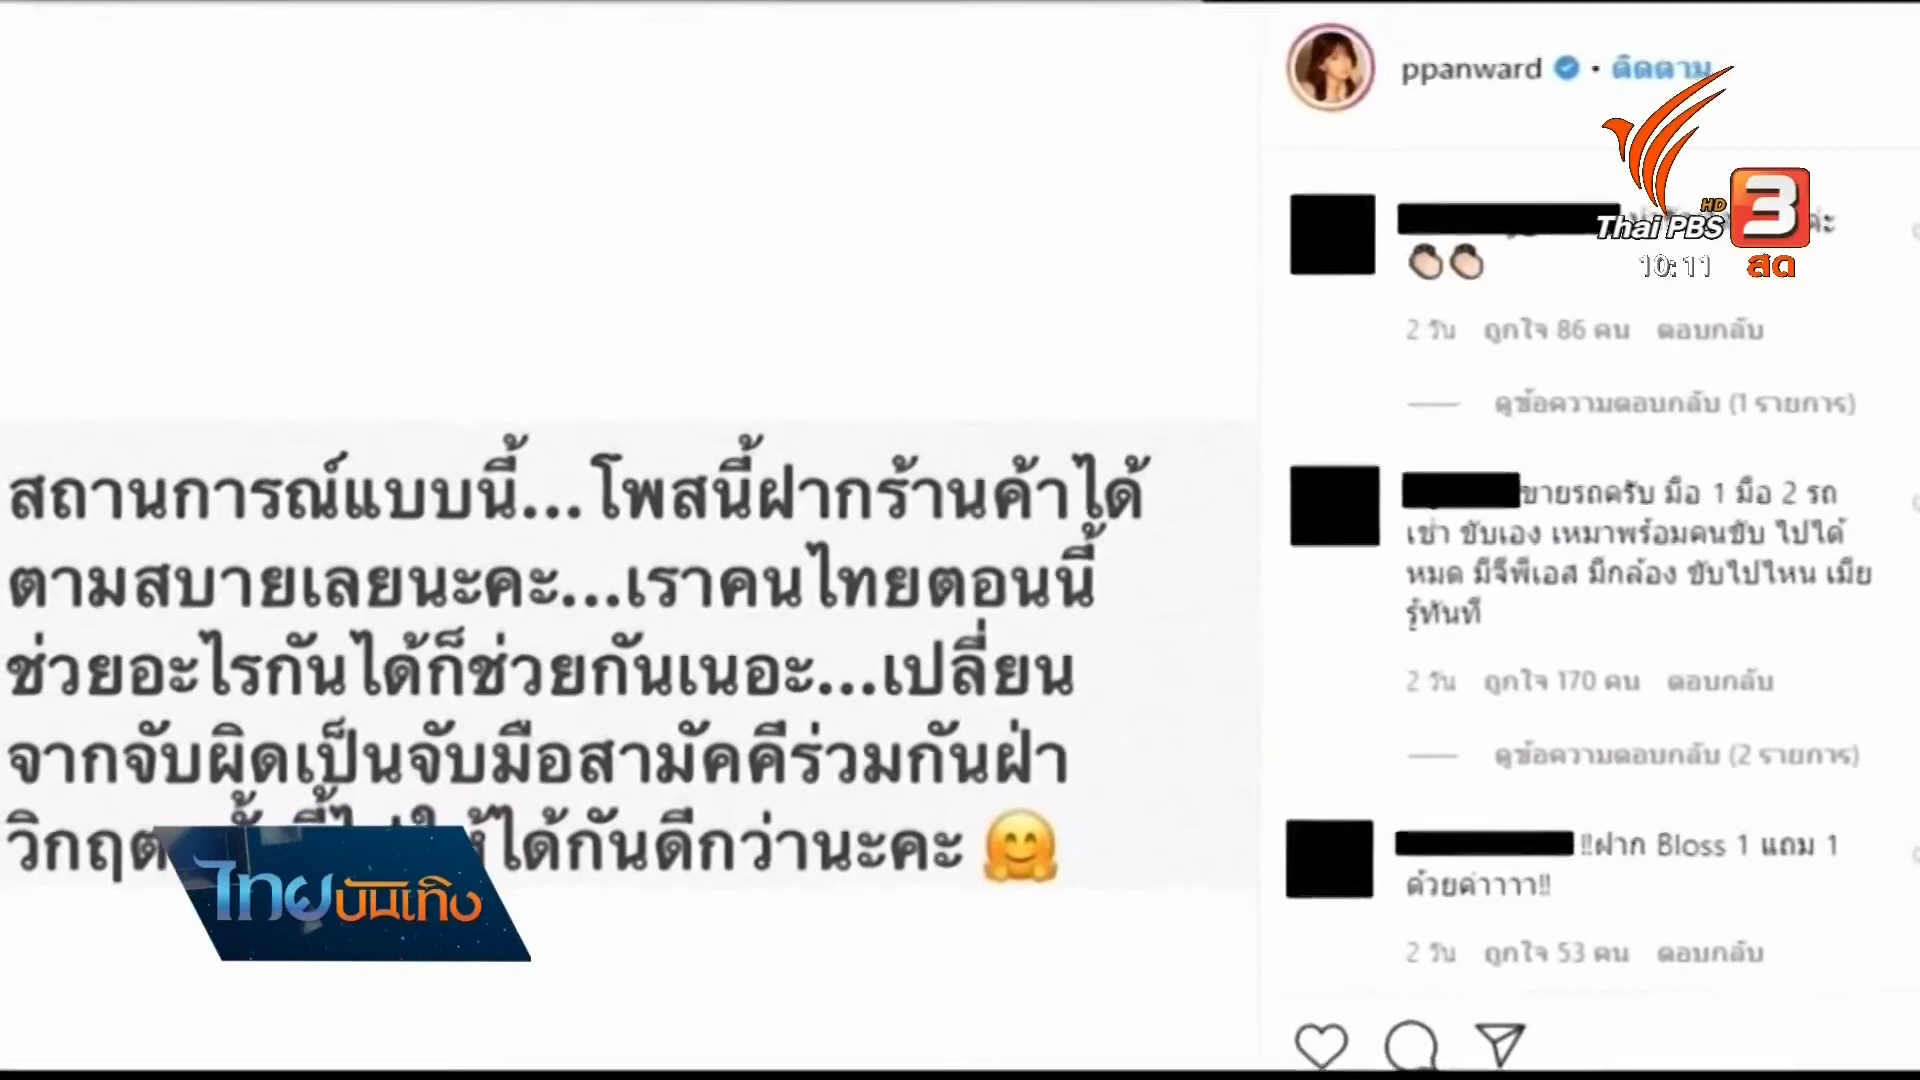 สถานการณ์แบบนี้...โพสนี้ฝากร้านค้าได้
ตามสบายเลยนะคะ...เราคนไทยตอนนี้
ช่วยอะไรกันได้ก็ช่วยกันเนอะ...เปลี่ยน
จากจับผิดเป็นจับมือสามัคคีร่วมกันฝ่า
วิกฤต ได้กันดีกว่านะคะ 🤗
ไทยบันเทิง
ppanward • ติดตาม
Thai PBS HD 3
10:11 สด
ค่ะ
2 วัน ถูกใจ 86 คน ตอบกลับ
ดูข้อความตอบกลับ (1 รายการ)
ขายรถครับ มือ 1 มือ 2 รถ
เช่า ขับเอง เหมาพร้อมคนขับ ไปได้
หมด มีจีพีเอส มีกล้อง ขับไปไหน เมีย
รู้ทันที
2 วัน ถูกใจ 170 คน ตอบกลับ
ดูข้อความตอบกลับ (2 รายการ)
!!ฝาก Bloss 1 แถม 1
ด้วยค่าาาา!!
2 วัน ถูกใจ 53 คน ตอบกลับ